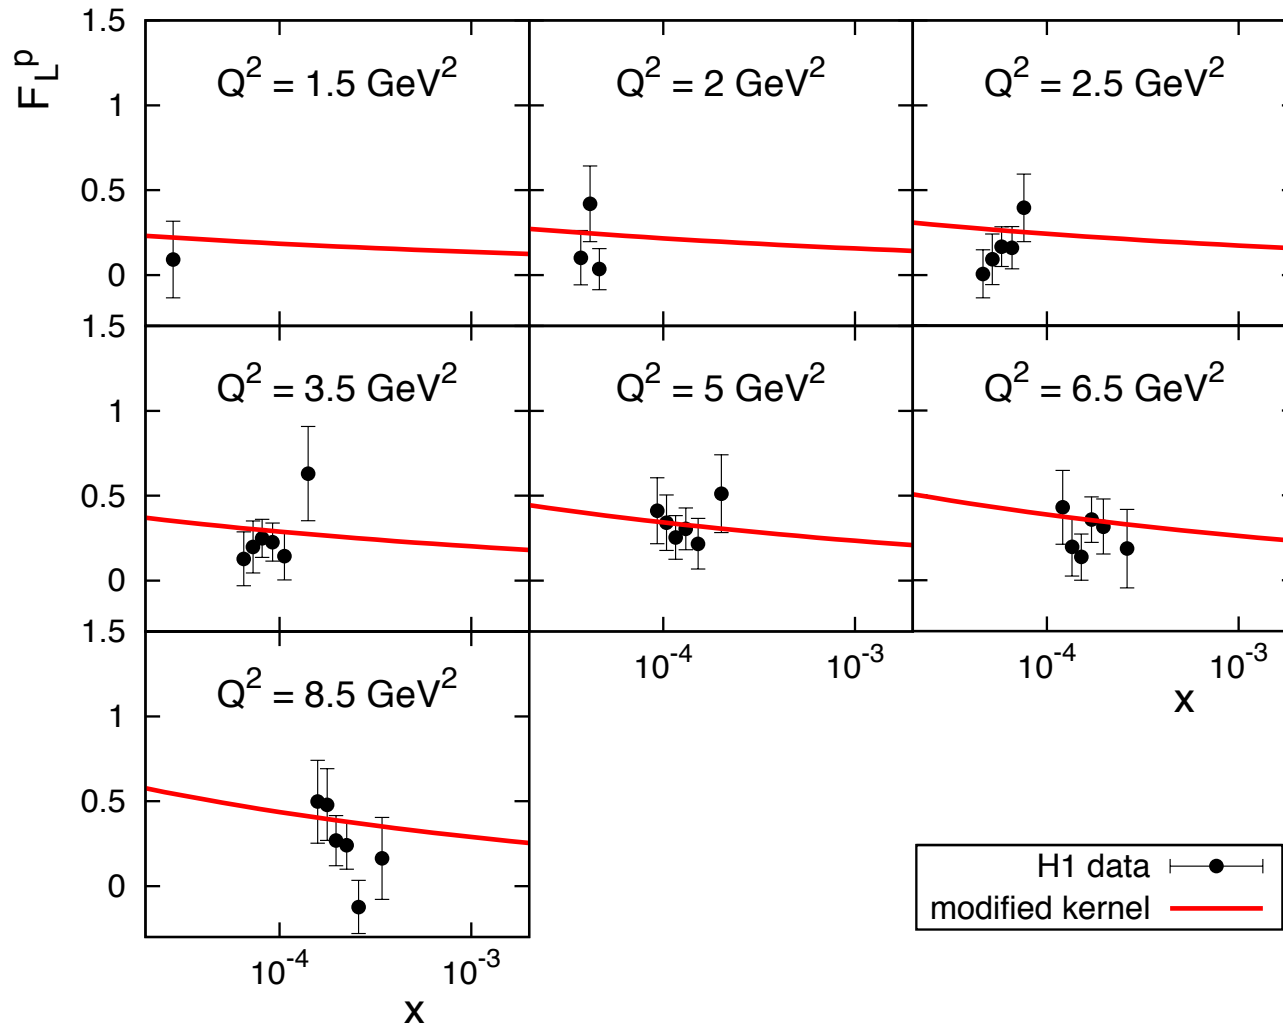 F_L^p
1.5
1
0.5
0
Q^2 = 1.5 GeV^2
Q^2 = 2 GeV^2
Q^2 = 2.5 GeV^2
1.5
1
0.5
0
Q^2 = 3.5 GeV^2
Q^2 = 5 GeV^2
Q^2 = 6.5 GeV^2
10^-4
10^-3
10^-4
10^-3
x
1.5
1
0.5
0
Q^2 = 8.5 GeV^2
10^-4
10^-3
x
H1 data
modified kernel